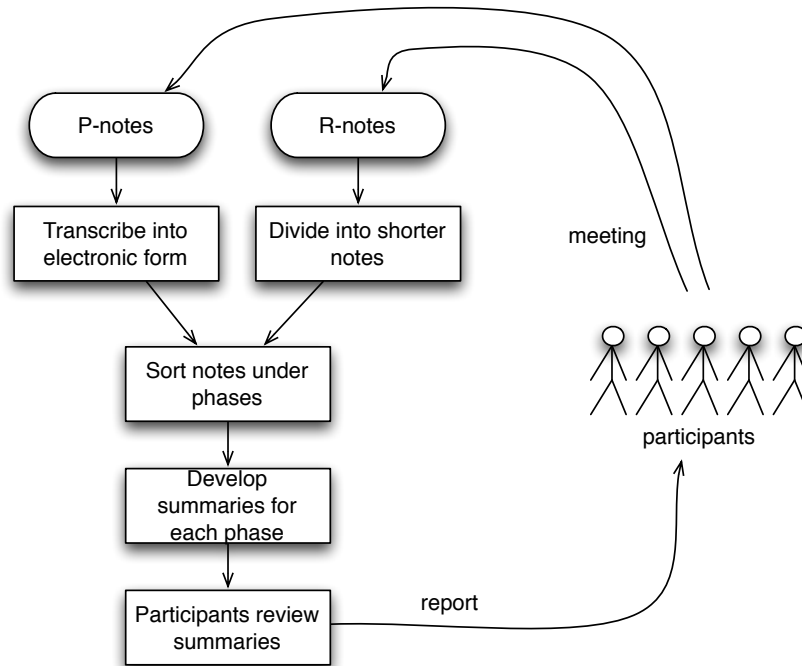 P-notes
R-notes
Transcribe into
electronic form
Divide into shorter
notes
meeting
Sort notes under
phases
participants
Develop
summaries for
each phase
report
Participants review
summaries